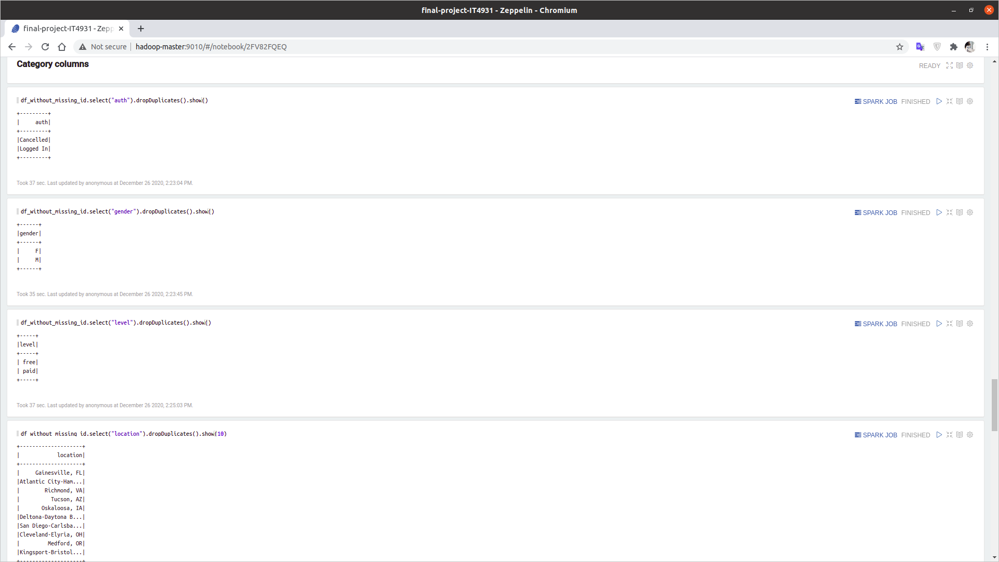 final-project-IT4931 - Zeppelin - Chromium
final-project-IT4931 - Zepp
Not secure | hadoop-master:9010/#/notebook/2FV82FQEQ
Category columns
READY
df_without_missing_id.select("auth").dropDuplicates().show()
SPARK JOB FINISHED
+---------+
|     auth|
+---------+
|Cancelled|
|Logged In|
+---------+
Took 37 sec. Last updated by anonymous at December 26 2020, 2:23:04 PM.
df_without_missing_id.select("gender").dropDuplicates().show()
SPARK JOB FINISHED
+------+
|gender|
+------+
|     F|
|     M|
+------+
Took 35 sec. Last updated by anonymous at December 26 2020, 2:23:45 PM.
df_without_missing_id.select("level").dropDuplicates().show()
SPARK JOB FINISHED
+-----+
|level|
+-----+
| free|
| paid|
+-----+
Took 37 sec. Last updated by anonymous at December 26 2020, 2:25:03 PM.
df_without_missing_id.select("location").dropDuplicates().show(10)
SPARK JOB FINISHED
+--------------------+
|            location|
+--------------------+
|     Gainesville, FL|
|Atlantic City-Ham...|
|        Richmond, VA|
|          Tucson, AZ|
|       Oskaloosa, IA|
|Deltona-Daytona B...|
|San Diego-Carlsba...|
|Cleveland-Elyria, OH|
|         Medford, OR|
|Kingsport-Bristol...|
+--------------------+